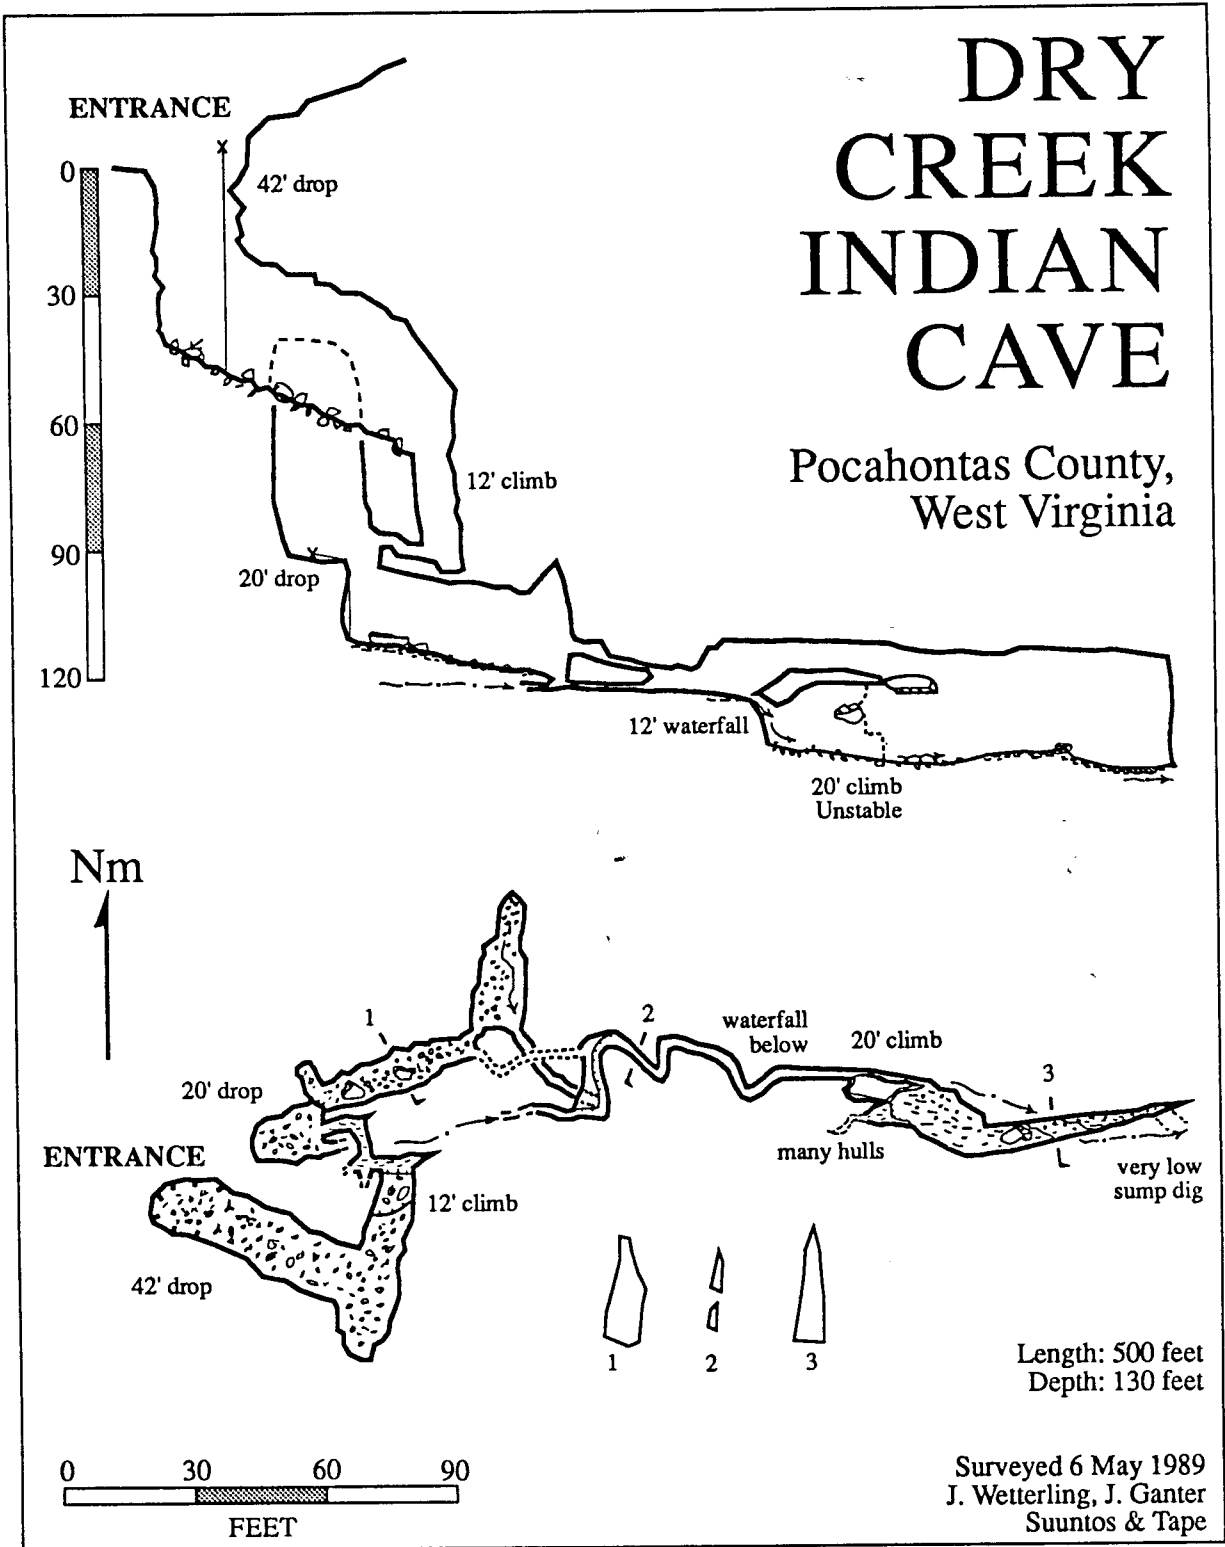 DRY
CREEK
INDIAN
CAVE
Pocahontas County,
West Virginia
ENTRANCE
0
42' drop
30
60
12' climb
90
20' drop
120
12' waterfall
20' climb
Unstable
Nm
1
2
waterfall
below
20' climb
3
20' drop
ENTRANCE
many hulls
very low
sump dig
12' climb
42' drop
1
2
3
Length: 500 feet
Depth: 130 feet
0 30 60 90
FEET
Surveyed 6 May 1989
J. Wetterling, J. Ganter
Suuntos & Tape